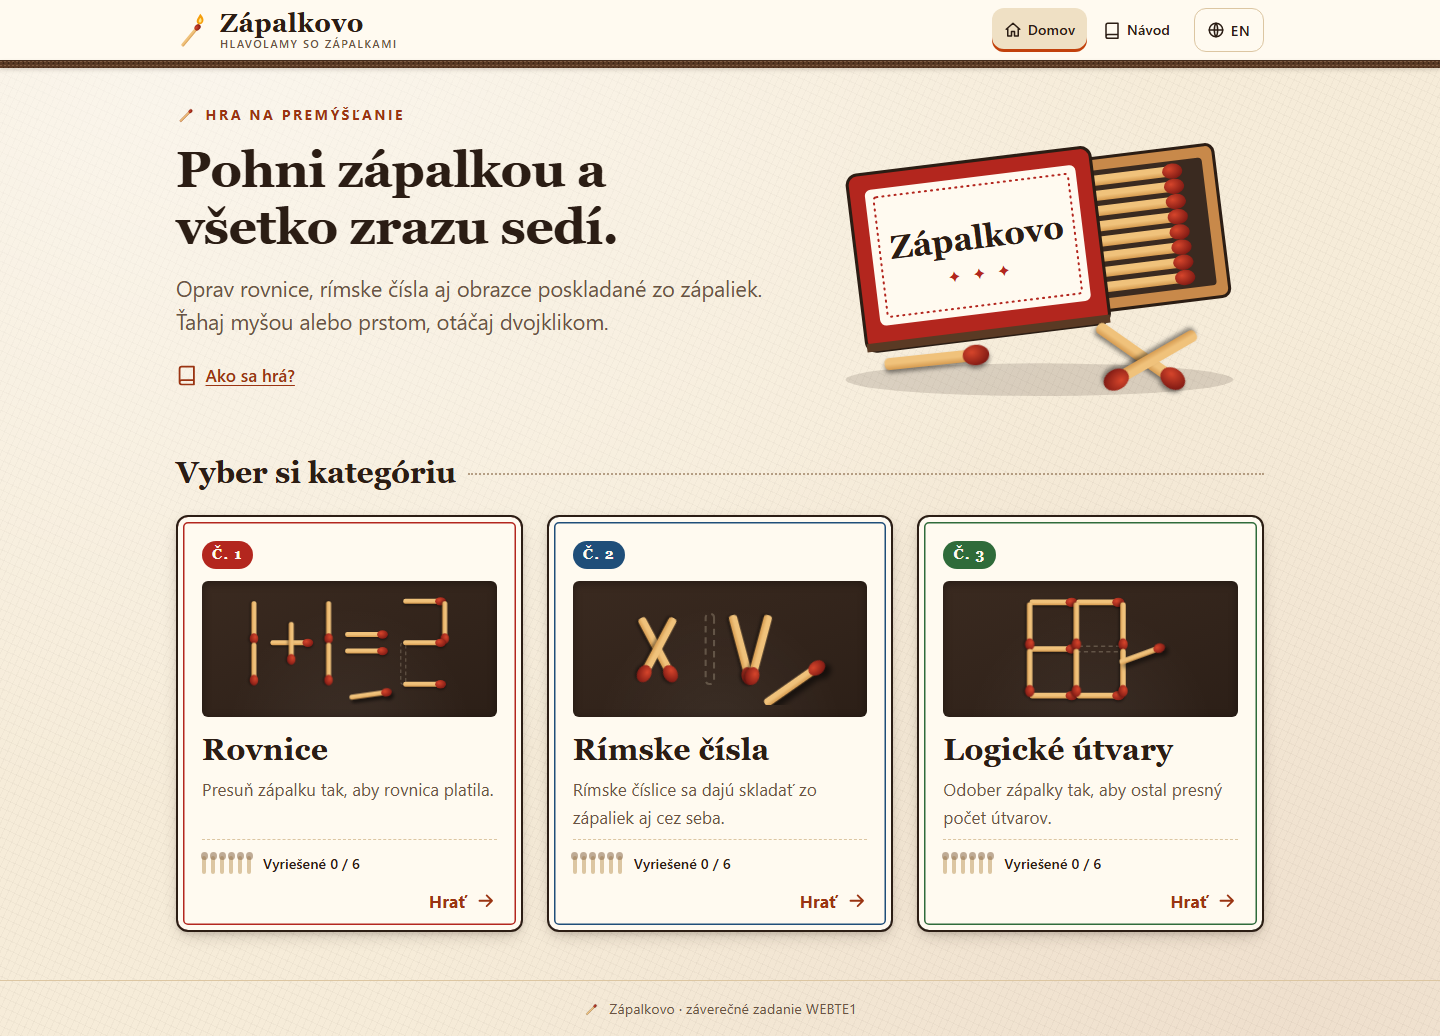 Zápalkovo
HLAVOLAMY SO ZÁPALKAMI
Domov
Návod
EN
HRA NA PREMÝŠĽANIE
Pohni zápalkou a
všetko zrazu sedí.
Oprav rovnice, rímske čísla aj obrazce poskladané zo zápaliek.
Ťahaj myšou alebo prstom, otáčaj dvojklikom.
Ako sa hrá?
Zápalkovo
Vyber si kategóriu
Č. 1
Rovnice
Presuň zápalku tak, aby rovnica platila.
Vyriešené 0 / 6
Hrať
Č. 2
Rímske čísla
Rímske číslice sa dajú skladať zo
zápaliek aj cez seba.
Vyriešené 0 / 6
Hrať
Č. 3
Logické útvary
Odober zápalky tak, aby ostal presný
počet útvarov.
Vyriešené 0 / 6
Hrať
Zápalkovo · záverečné zadanie WEBTE1